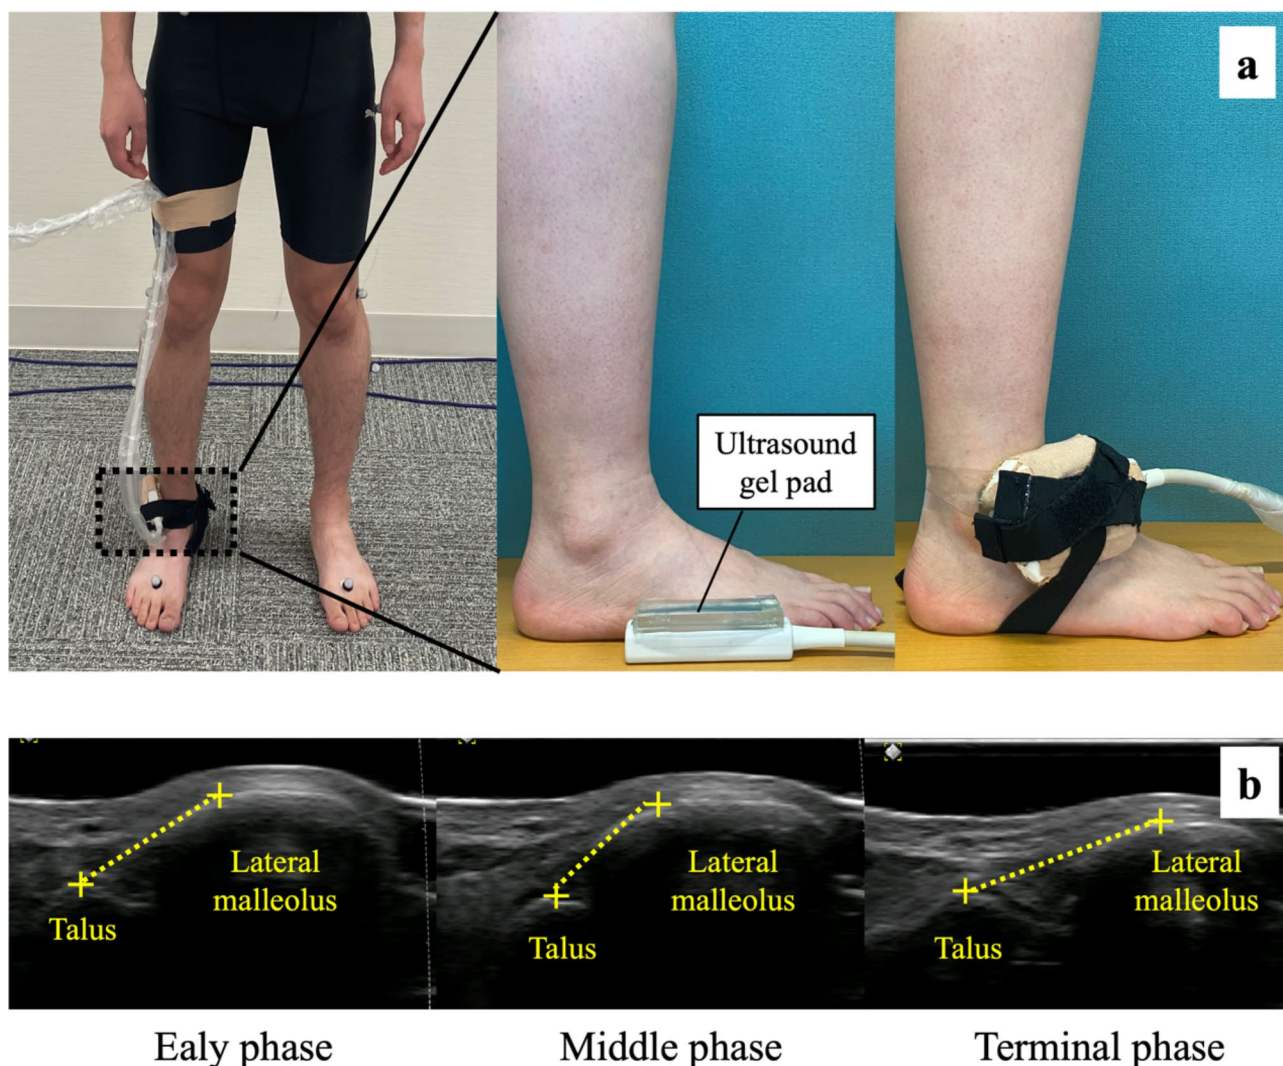 a
Ultrasound
gel pad
b
Lateral
malleolus
Talus
Lateral
malleolus
Talus
Lateral
malleolus
Talus
Ealy phase
Middle phase
Terminal phase